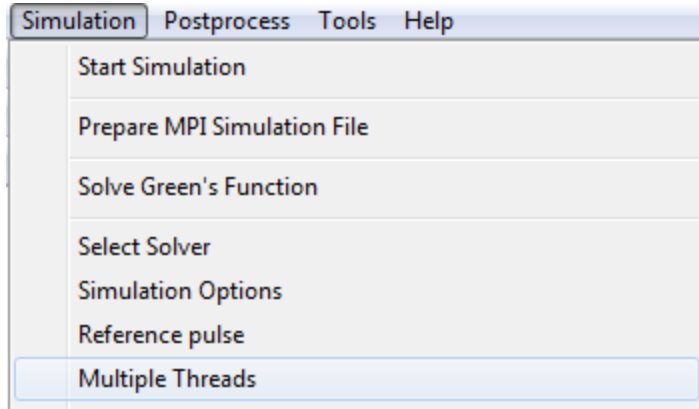 Simulation Postprocess Tools Help
Start Simulation
Prepare MPI Simulation File
Solve Green's Function
Select Solver
Simulation Options
Reference pulse
Multiple Threads